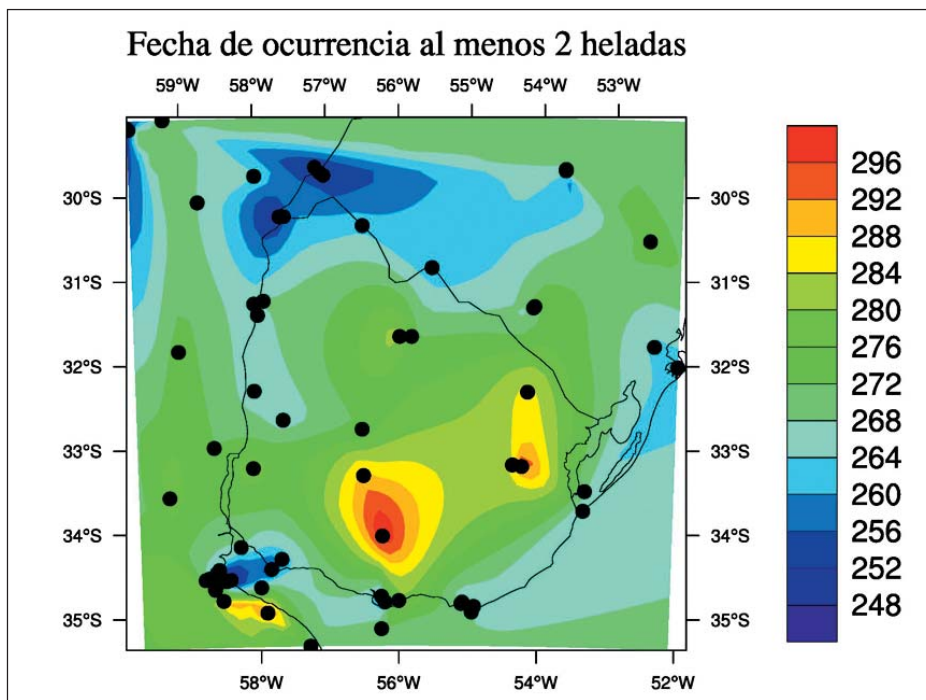 Fecha de ocurrencia al menos 2 heladas
59°W 58°W 57°W 56°W 55°W 54°W 53°W
30°S 30°S
31°S 31°S
32°S 32°S
33°S 33°S
34°S 34°S
35°S 35°S
58°W 56°W 54°W 52°W
296
292
288
284
280
276
272
268
264
260
256
252
248